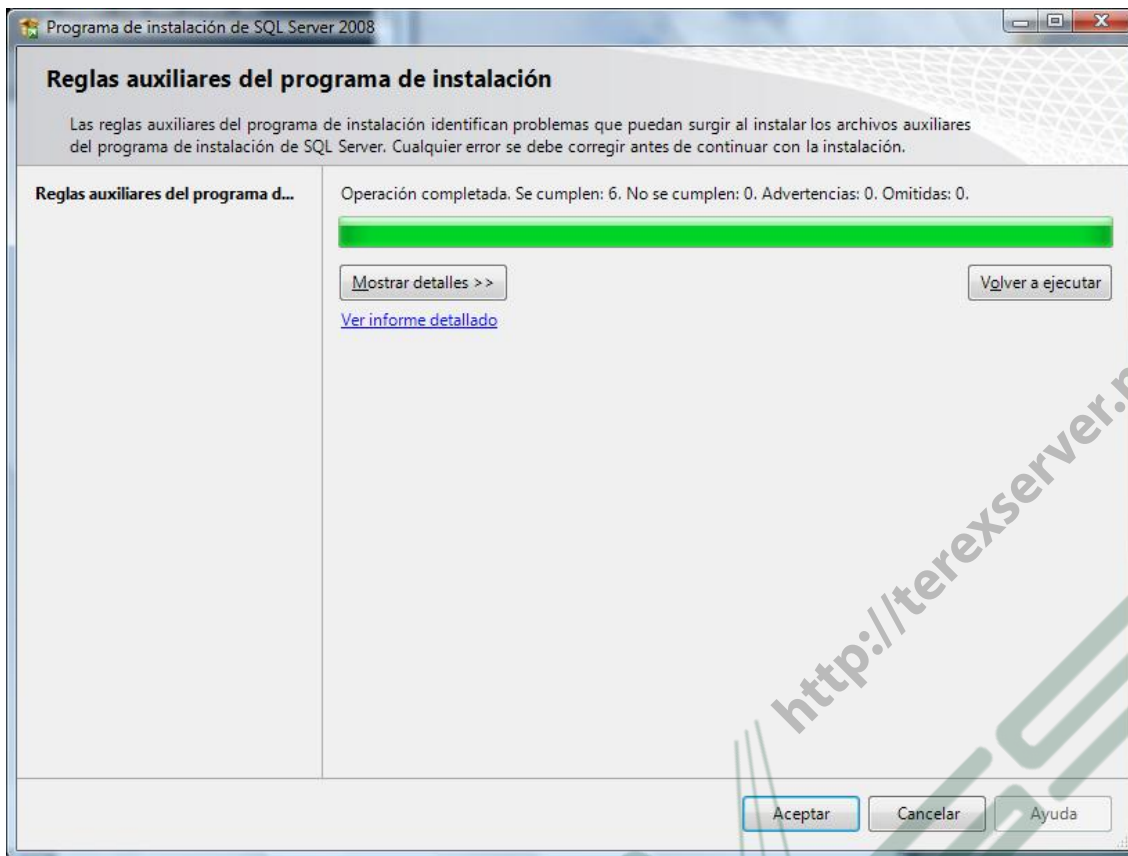 Programa de instalación de SQL Server 2008
Reglas auxiliares del programa de instalación
Las reglas auxiliares del programa de instalación identifican problemas que puedan surgir al instalar los archivos auxiliares
del programa de instalación de SQL Server. Cualquier error se debe corregir antes de continuar con la instalación.
Reglas auxiliares del programa d...
Operación completada. Se cumplen: 6. No se cumplen: 0. Advertencias: 0. Omitidas: 0.
Mostrar detalles >>
Volver a ejecutar
Ver informe detallado
http://terexserver.
Aceptar
Cancelar
Ayuda